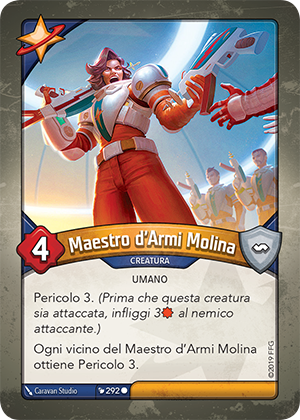 Maestro d'Armi Molina
4
CREATURA
UMANO
Pericolo 3. (Prima che questa creatura
sia attaccata, infliggi 3 al nemico
attaccante.)
Ogni vicino del Maestro d'Armi Molina
ottiene Pericolo 3.
©2019 FFG
Caravan Studio
292